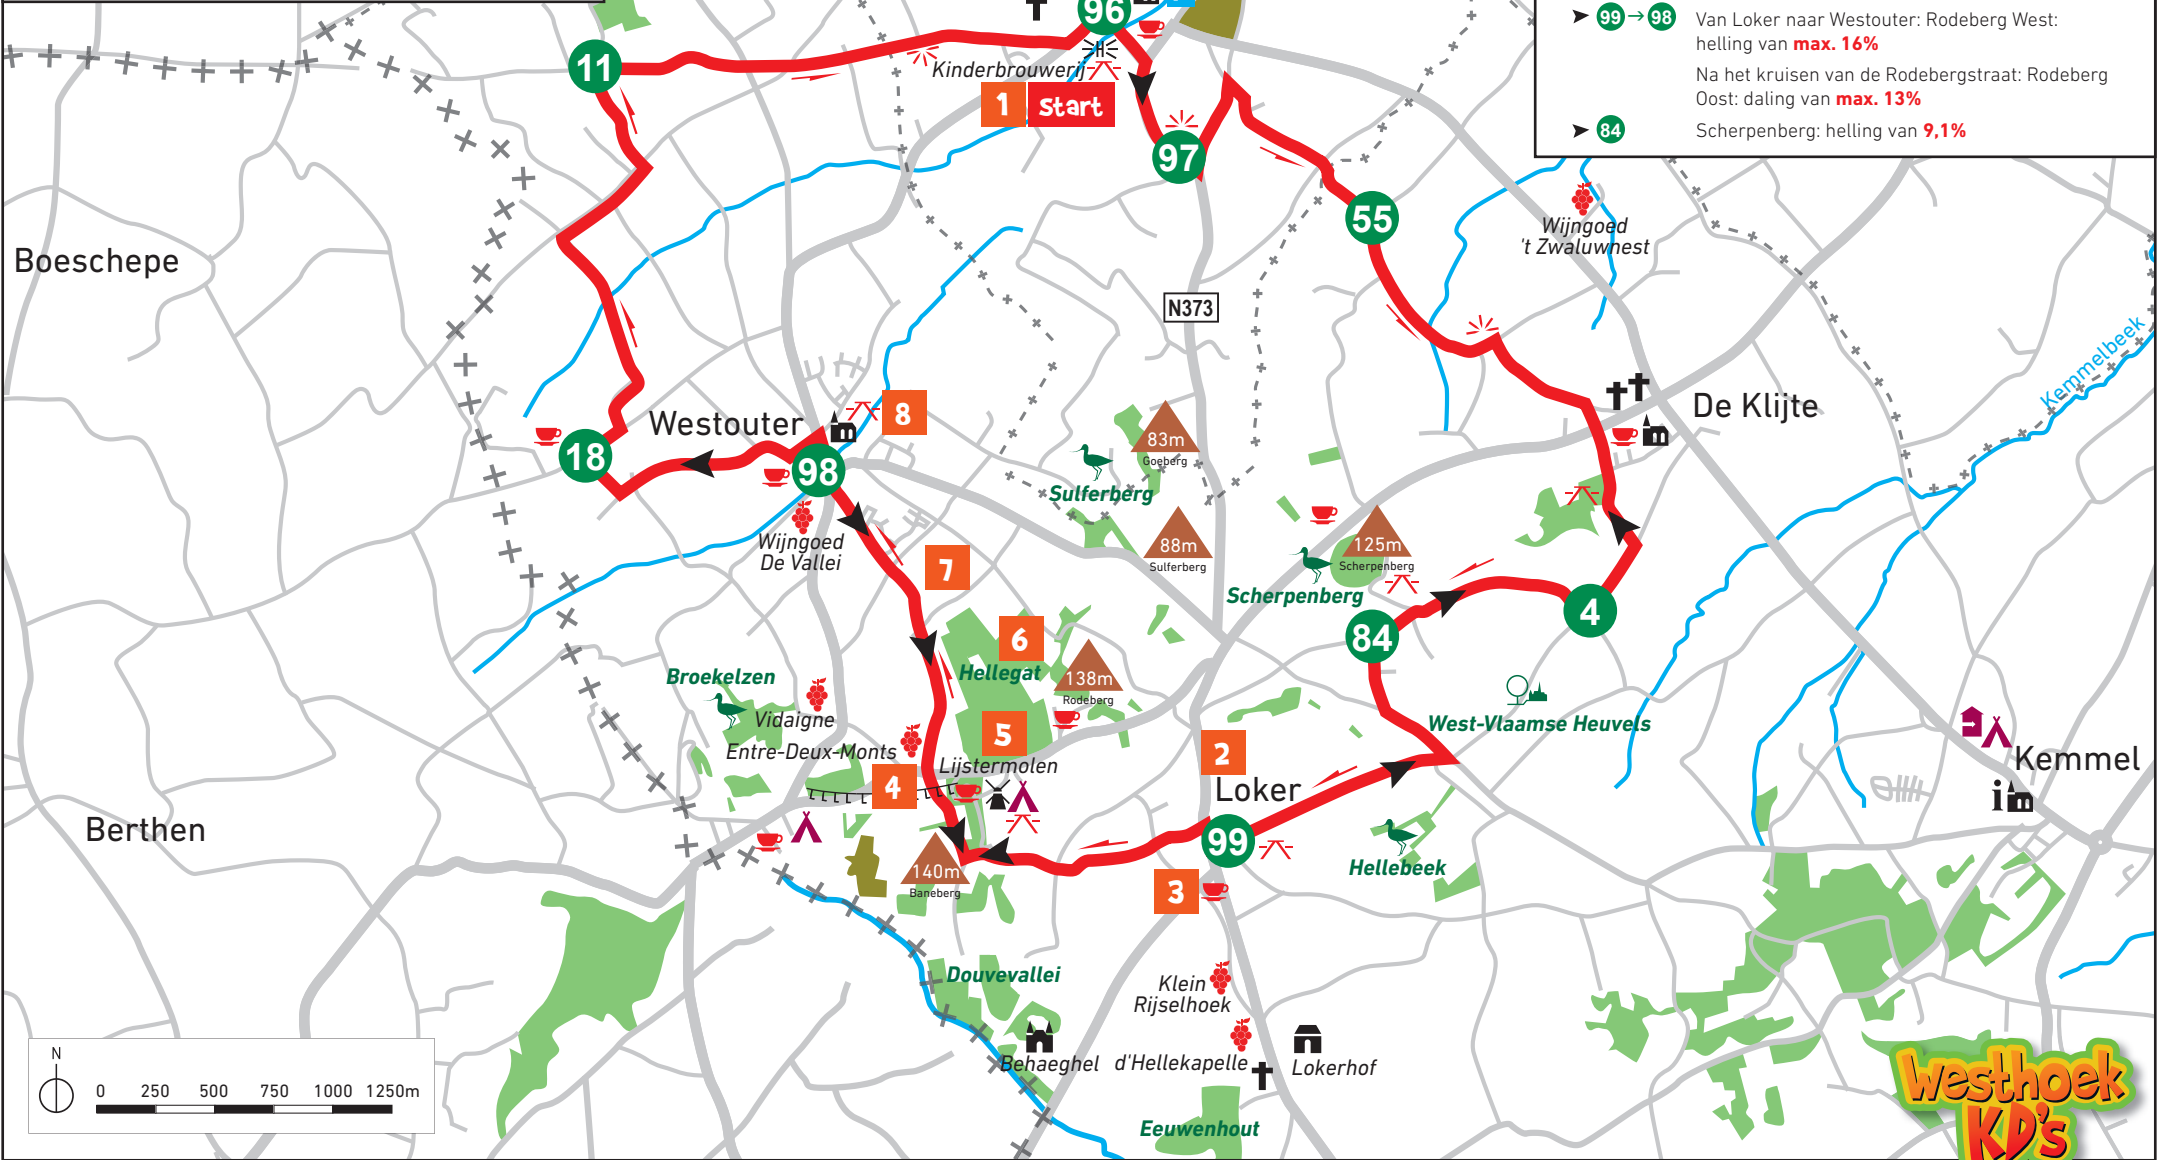 96
99 → 98 Van Loker naar Westouter: Rodeberg West:
helling van max. 16%
Na het kruisen van de Rodebergstraat: Rodeberg
Oost: daling van max. 13%
84 Scherpenberg: helling van 9,1%
11
Kinderbrouwerij
1 Start
97
55
Wijngoed
't Zwaluwnest
Boeschepe
N373
Kemmelbeek
Westouter
8
De Klijte
18
98
83m
Goeberg
Sulferberg
Wijngoed
De Vallei
88m
Sulferberg
125m
Scherpenberg
7
Scherpenberg
4
6
84
Hellegat
Broekelzen
138m
Rodeberg
Vidaigne
West-Vlaamse Heuvels
5
2
Entre-Deux-Monts
Lijstermolen
Kemmel
4
Loker
i
Berthen
99
140m
Baneberg
Hellebeek
3
Douvevallei
Klein
Rijselhoek
Behaeghel
d'Hellekapelle
Lokerhof
N
0 250 500 750 1000 1250m
Eeuwenhout
Westhoek
KD's